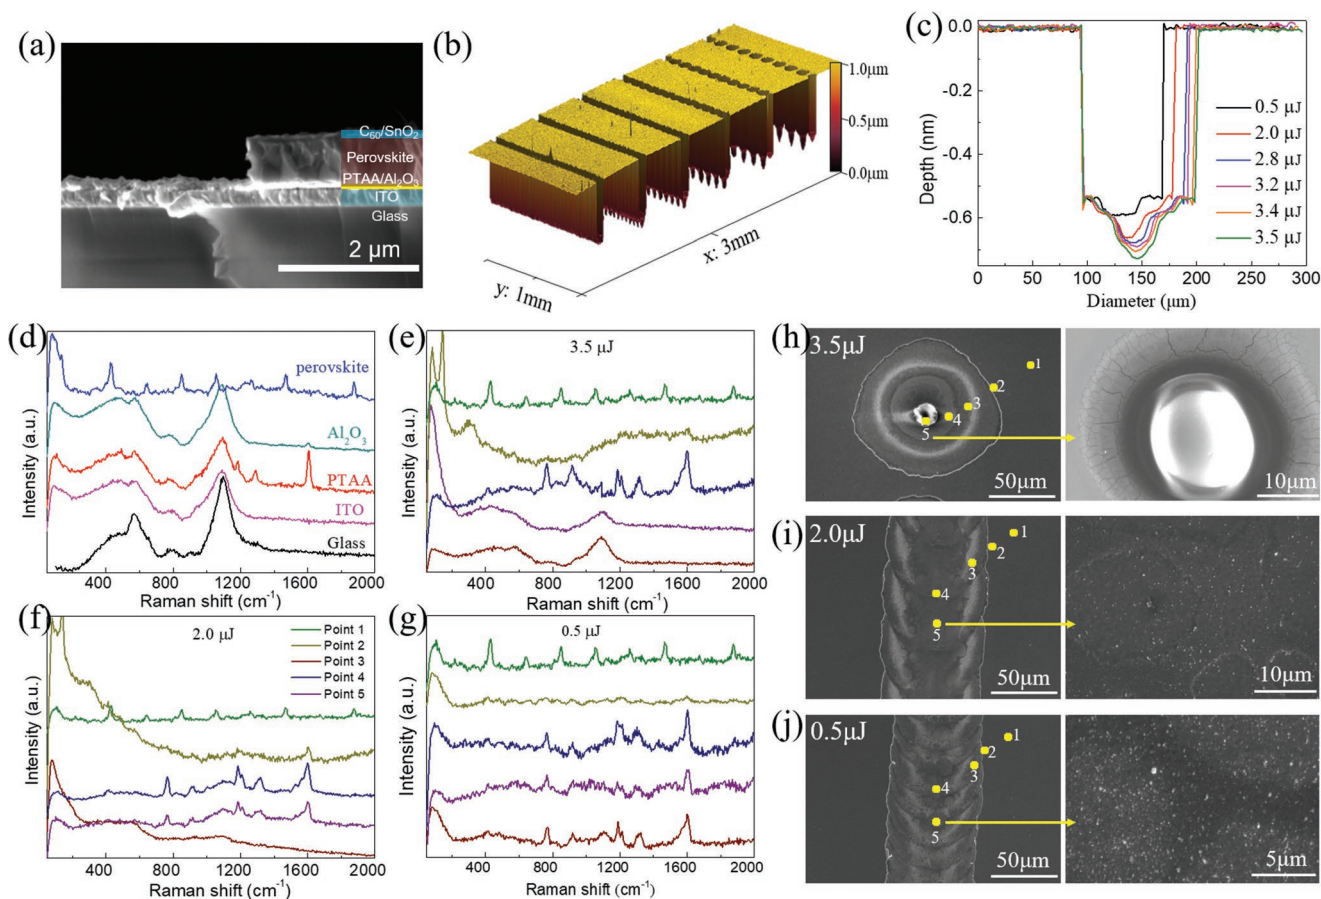 (a)
C₆₀/SnO₂
Perovskite
PTAA/Al₂O₃
ITO
Glass
2 μm
(b)
1.0μm
0.5μm
0.0μm
x: 3mm
y: 1mm
(c)
0.0
-0.2
-0.4
-0.6
Depth (nm)
0.5 μJ
2.0 μJ
2.8 μJ
3.2 μJ
3.4 μJ
3.5 μJ
0 50 100 150 200 250 300
Diameter (μm)
(d)
perovskite
Al₂O₃
PTAA
ITO
Glass
Intensity (a.u.)
400 800 1200 1600 2000
Raman shift (cm⁻¹)
(e)
3.5 μJ
Intensity (a.u.)
400 800 1200 1600 2000
Raman shift (cm⁻¹)
(f)
2.0 μJ
Point 1
Point 2
Point 3
Point 4
Point 5
Intensity (a.u.)
400 800 1200 1600 2000
Raman shift (cm⁻¹)
(g)
0.5 μJ
Intensity (a.u.)
400 800 1200 1600 2000
Raman shift (cm⁻¹)
(h)
3.5μJ
1
2
3
4
5
50μm
10μm
(i)
2.0μJ
1
2
3
4
5
50μm
10μm
(j)
0.5μJ
1
2
3
4
5
50μm
5μm